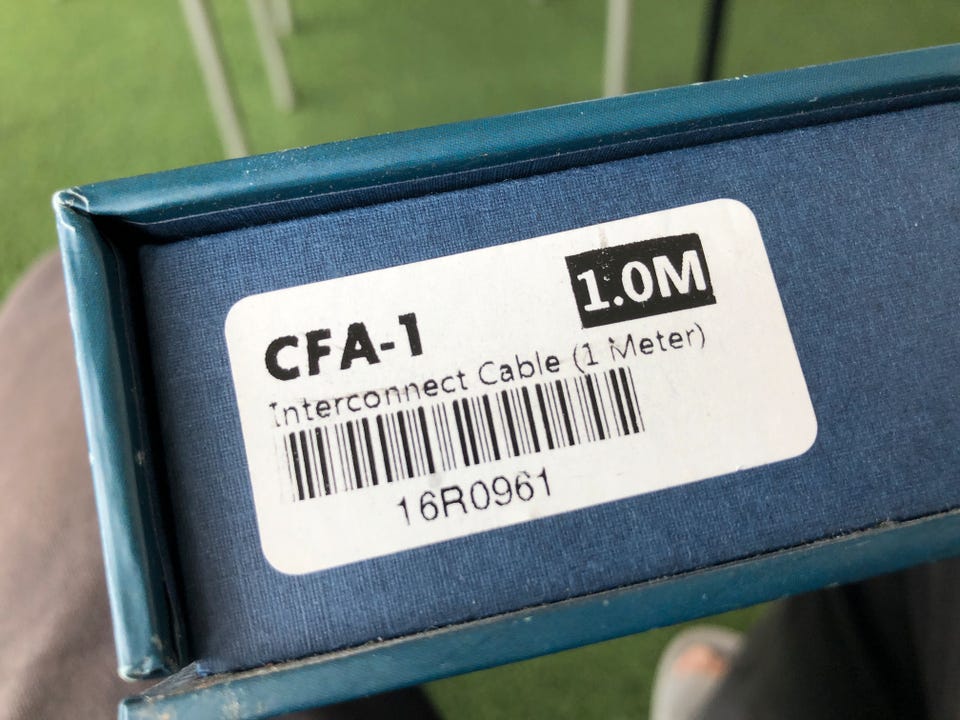 1.0M
CFA-1
Interconnect Cable (1 Meter)
16R0961